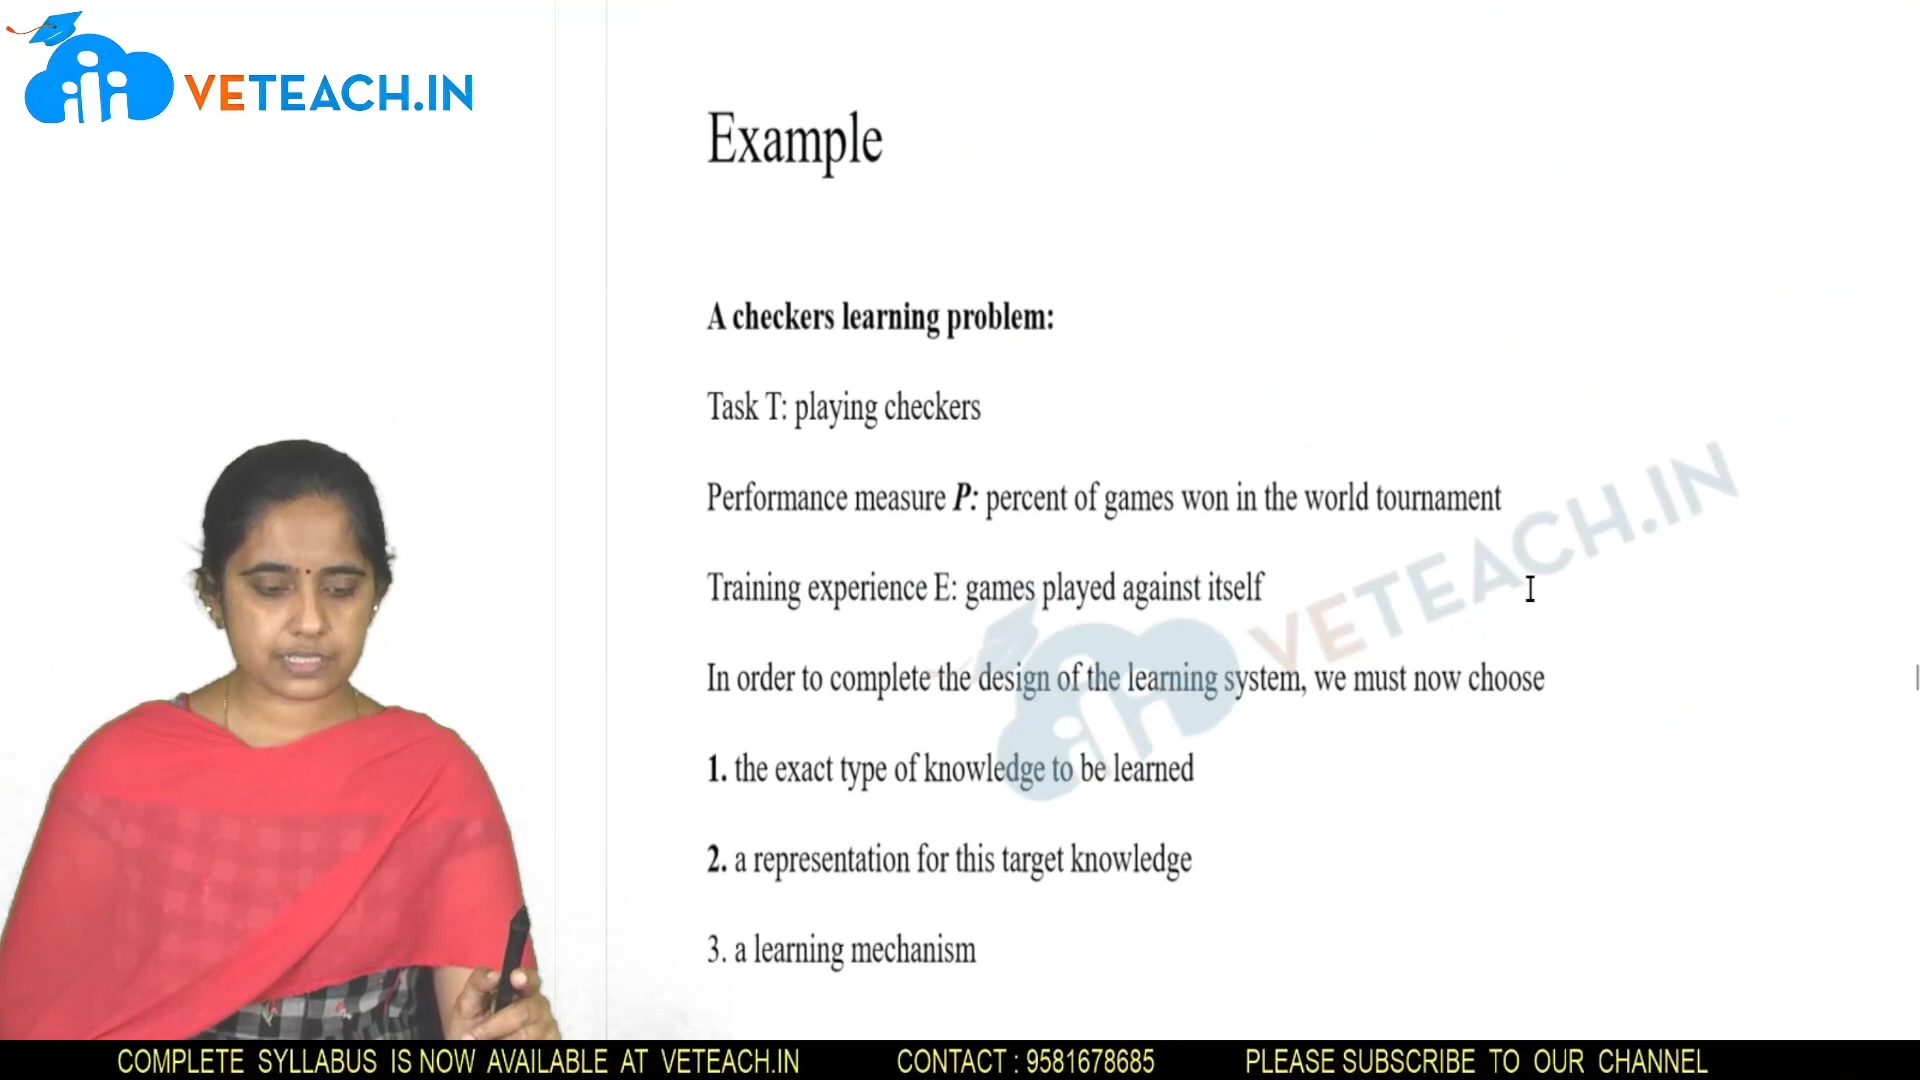 VETEACH.IN
Example
A checkers learning problem:
Task T: playing checkers
Performance measure P: percent of games won in the world tournament
Training experience E: games played against itself
In order to complete the design of the learning system, we must now choose
1. the exact type of knowledge to be learned
2. a representation for this target knowledge
3. a learning mechanism
VETEACH.IN
COMPLETE SYLLABUS IS NOW AVAILABLE AT VETEACH.IN CONTACT : 9581678685 PLEASE SUBSCRIBE TO OUR CHANNEL